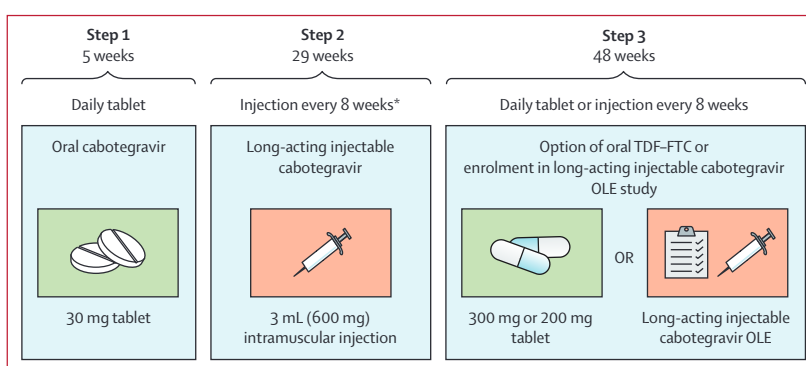 Step 1
5 weeks
Step 2
29 weeks
Step 3
48 weeks
Daily tablet
Injection every 8 weeks*
Daily tablet or injection every 8 weeks
Oral cabotegravir
Long-acting injectable
cabotegravir
Option of oral TDF–FTC or
enrolment in long-acting injectable cabotegravir
OLE study
OR
30 mg tablet
3 mL (600 mg)
intramuscular injection
300 mg or 200 mg
tablet
Long-acting injectable
cabotegravir OLE